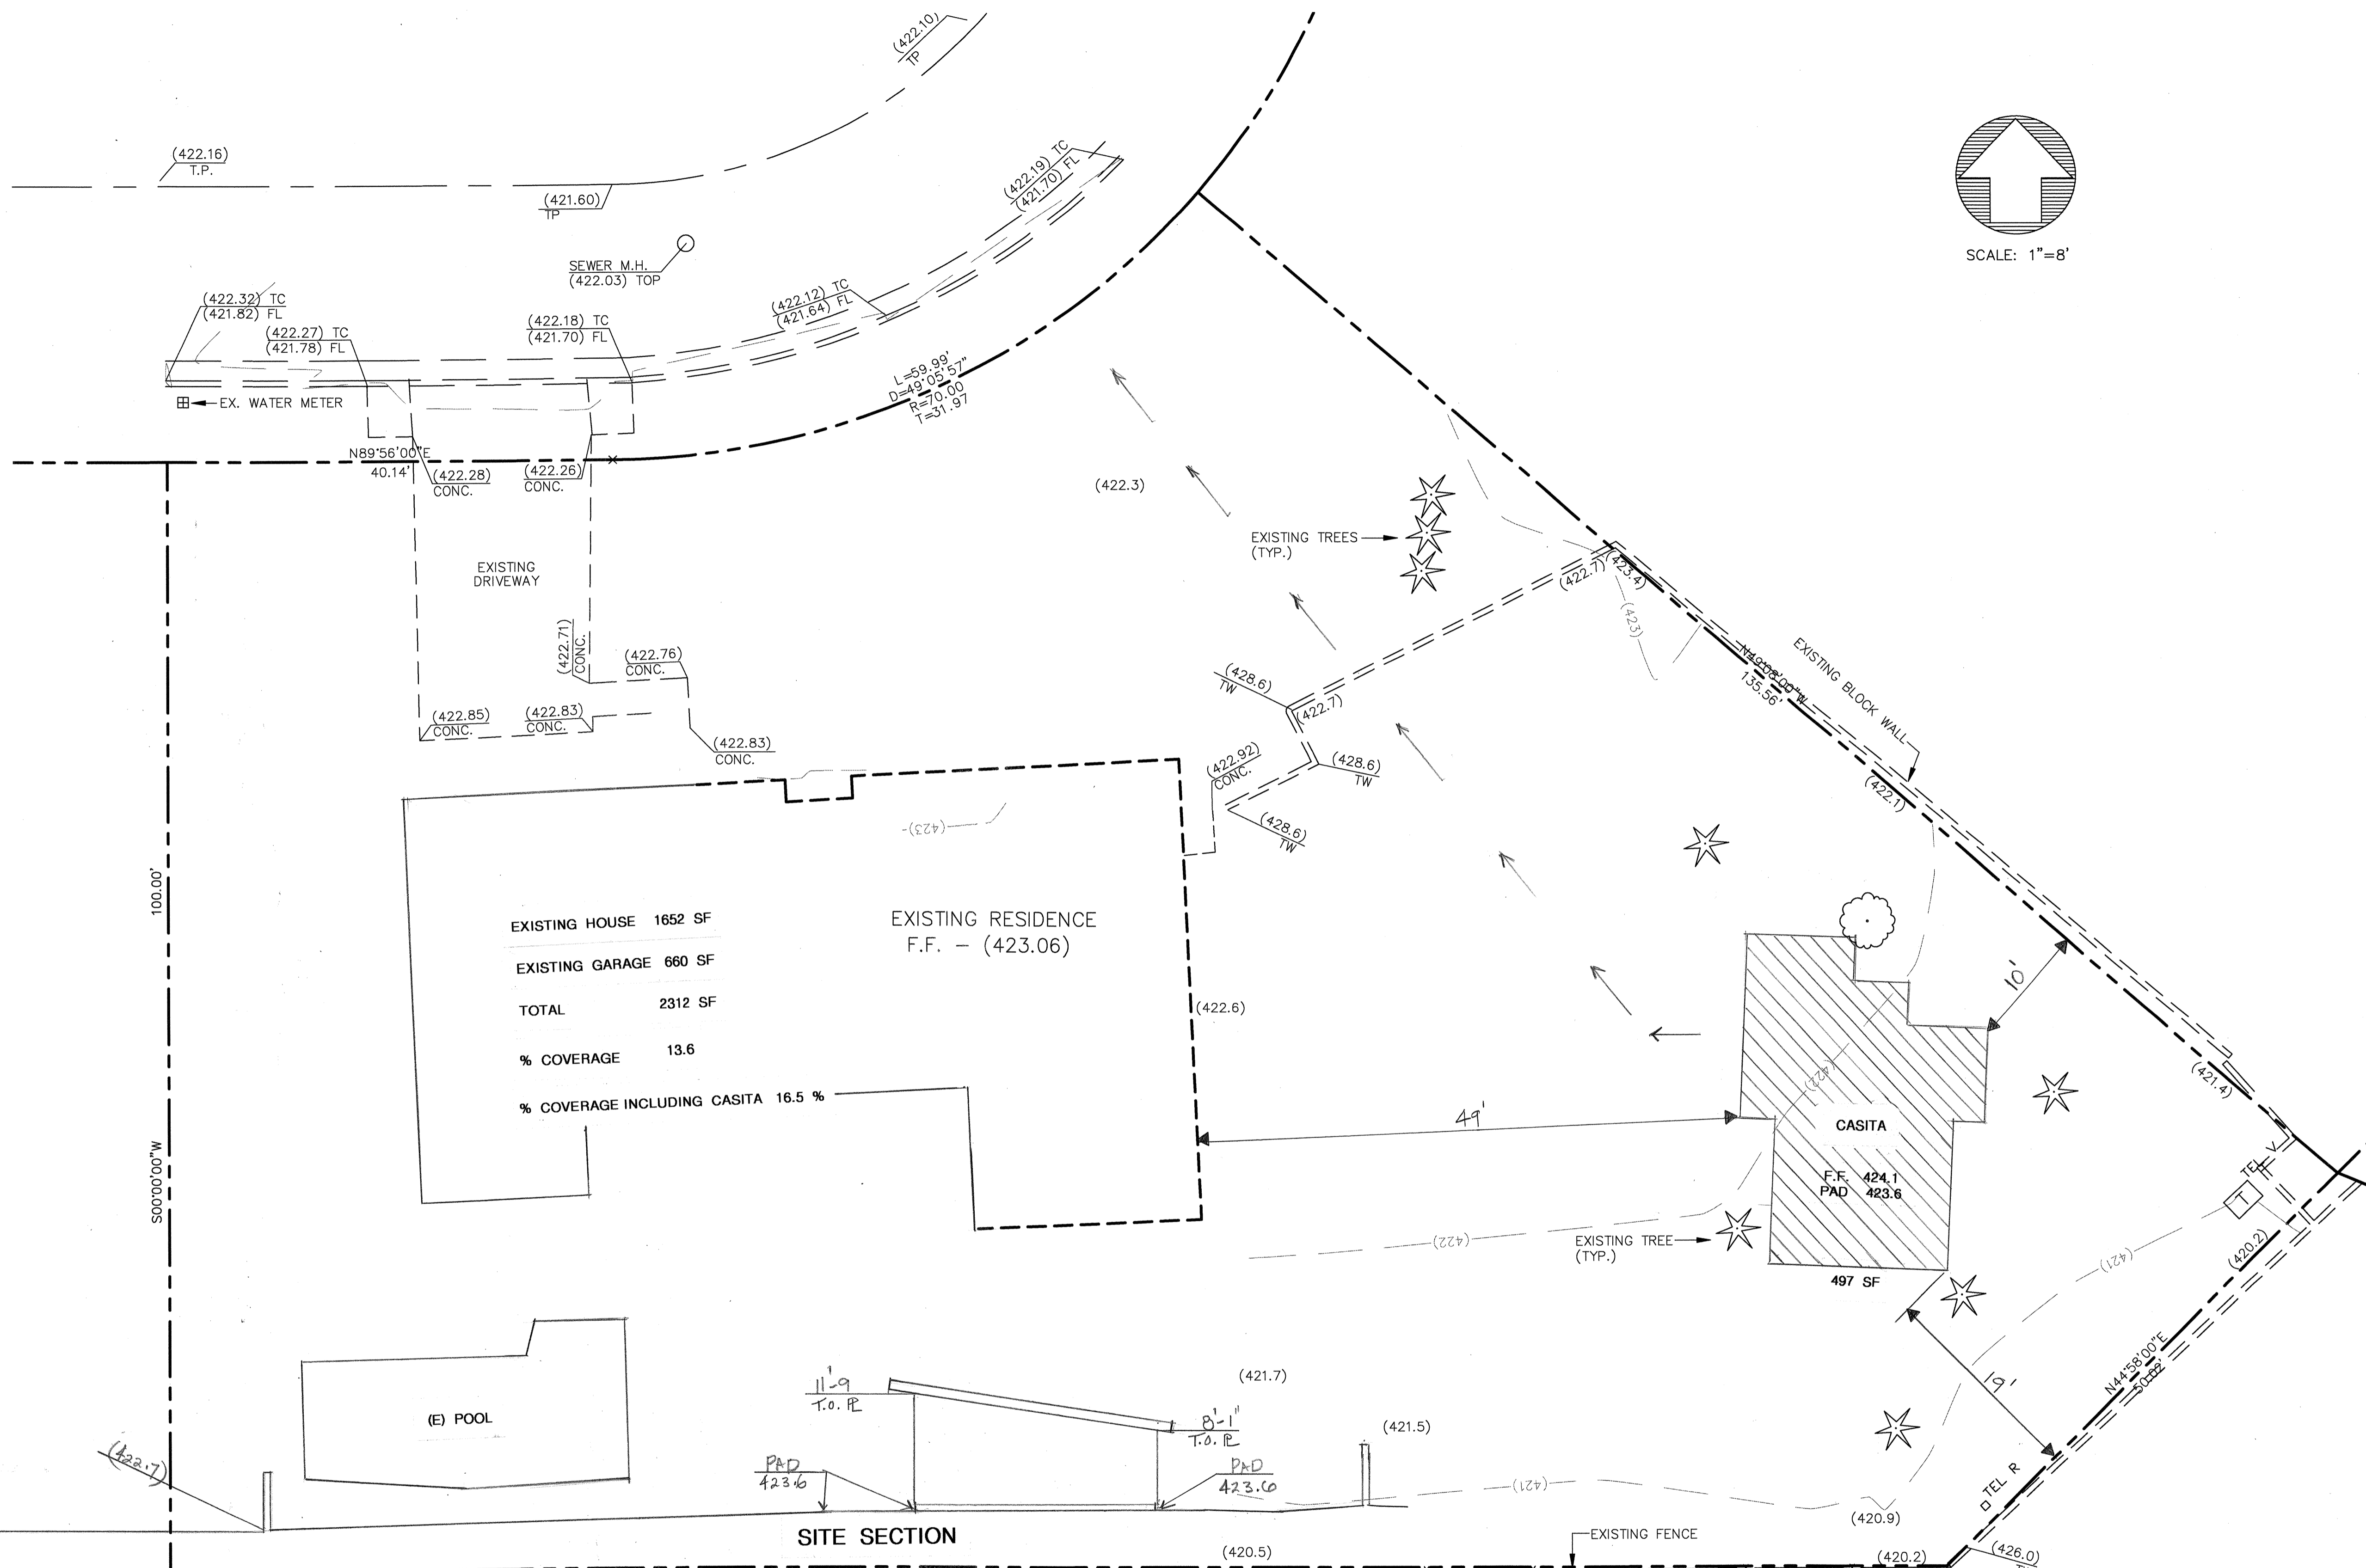 (422.10)
TP
(422.16)
T.P.
(421.60)
TP
SEWER M.H.
(422.03) TOP
(422.19) TC
(421.70) FL
(422.12) TC
(421.64) FL
(422.32) TC
(421.82) FL
(422.27) TC
(421.78) FL
(422.18) TC
(421.70) FL
EX. WATER METER
SCALE: 1"=8'
L=59.99'
D=49°05'57"
R=70.00
T=31.97
N89°56'00"E
40.14'
(422.28)
CONC.
(422.26)
CONC.
(422.3)
EXISTING TREES
(TYP.)
EXISTING
DRIVEWAY
(422.71)
CONC.
(422.76)
CONC.
(422.85)
CONC.
(422.83)
CONC.
(422.83)
CONC.
(422.7)
(423.4)
(423)
N49°08'00"W
135.56'
EXISTING BLOCK WALL
(428.6)
TW
(422.7)
(422.92)
CONC.
(428.6)
TW
(428.6)
TW
(422.1)
(423)
100.00'
S00°00'00"W
EXISTING HOUSE 1652 SF
EXISTING GARAGE 660 SF
TOTAL 2312 SF
% COVERAGE 13.6
% COVERAGE INCLUDING CASITA 16.5 %
EXISTING RESIDENCE
F.F. – (423.06)
(422.6)
10'
(422)
49'
CASITA
F.F. 424.1
PAD 423.6
497 SF
(421.4)
TEL V
T
(422)
EXISTING TREE
(TYP.)
(421)
(420.2)
N44°58'00"E
50.02'
19'
(E) POOL
(422.7)
11'-9
T.O. PL
8'-1"
T.O. PL
PAD
423.6
PAD
423.6
(421.7)
(421.5)
(421)
TEL R
(420.9)
SITE SECTION
EXISTING FENCE
(420.5)
(420.2)
(426.0)